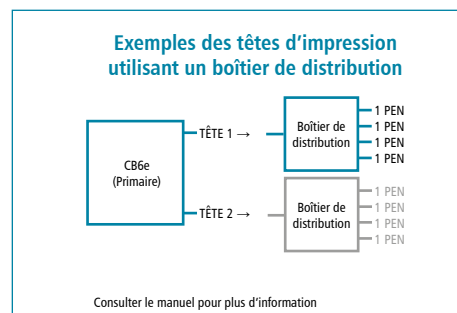 Exemples des têtes d’impression
utilisant un boîtier de distribution
CB6e
(Primaire)
TÊTE 1 →
Boîtier de
distribution
1 PEN
1 PEN
1 PEN
1 PEN
TÊTE 2 →
Boîtier de
distribution
1 PEN
1 PEN
1 PEN
1 PEN
Consulter le manuel pour plus d’information